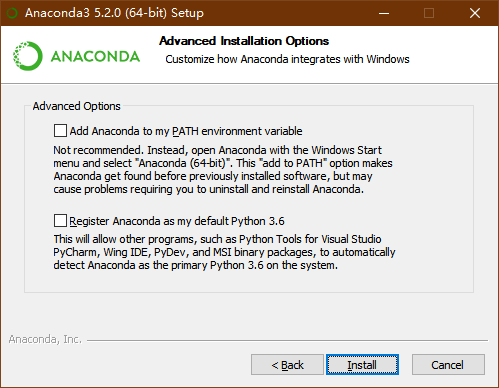 Anaconda3 5.2.0 (64-bit) Setup
ANACONDA
Advanced Installation Options
Customize how Anaconda integrates with Windows
Advanced Options
Add Anaconda to my PATH environment variable
Not recommended. Instead, open Anaconda with the Windows Start
menu and select "Anaconda (64-bit)". This "add to PATH" option makes
Anaconda get found before previously installed software, but may
cause problems requiring you to uninstall and reinstall Anaconda.
Register Anaconda as my default Python 3.6
This will allow other programs, such as Python Tools for Visual Studio
PyCharm, Wing IDE, PyDev, and MSI binary packages, to automatically
detect Anaconda as the primary Python 3.6 on the system.
Anaconda, Inc.
< Back
Install
Cancel